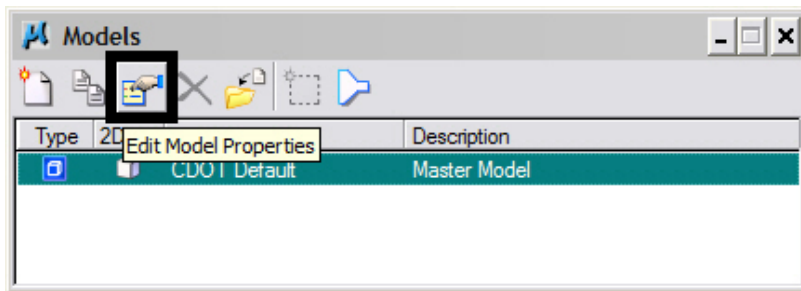 Models
Type 2D Description
Edit Model Properties
CDOT Default Master Model